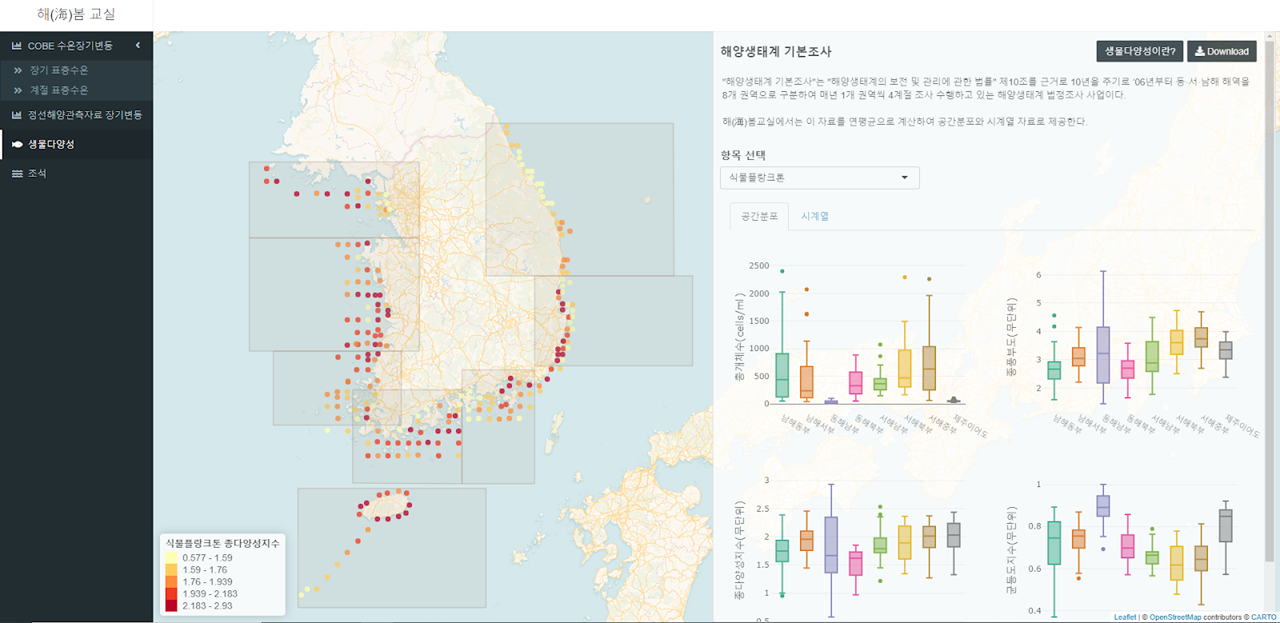 해(海)봄 교실
COBE 수온장기변동
장기 표층수온
계절 표층수온
정선해양관측자료 장기변동
생물다양성
조석
식물플랑크톤 종다양성지수
0.577 - 1.59
1.59 - 1.76
1.76 - 1.939
1.939 - 2.183
2.183 - 2.93
해양생태계 기본조사
생물다양성이란?
Download
"해양생태계 기본조사"는 "해양생태계의 보전 및 관리에 관한 법률" 제10조를 근거로 10년을 주기로 '06년부터 동·서·남해 해역을
8개 권역으로 구분하여 매년 1개 권역씩 4계절 조사 수행하고 있는 해양생태계 법정조사 사업이다.
해(海)봄교실에서는 이 자료를 연평균으로 계산하여 공간분포와 시계열 자료로 제공한다.
항목 선택
식물플랑크톤
공간분포
시계열
총개체수(cells/ml)
2500
2000
1500
1000
500
0
남해동부
남해서부
동해남부
동해북부
서해남부
서해북부
서해중부
제주이어도
종풍부도(무단위)
6
5
4
3
2
남해동부
남해서부
동해남부
동해북부
서해남부
서해북부
서해중부
제주이어도
종다양성지수(무단위)
3
2.5
2
1.5
1
0.5
균등도지수(무단위)
1
0.8
0.6
0.4
Leaflet | © OpenStreetMap contributors © CARTO